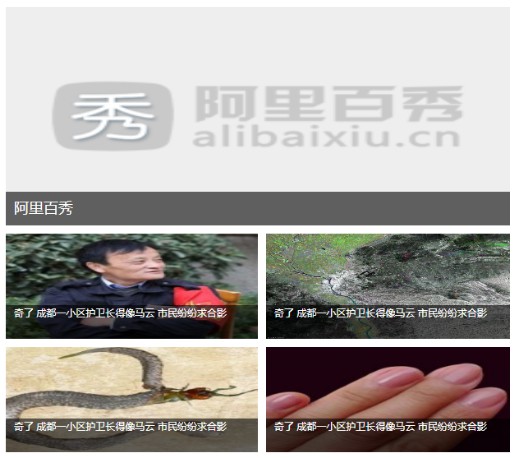 秀 阿里百秀
alibaixiu.cn
阿里百秀
奇了 成都一小区护卫长得像马云 市民纷纷求合影
奇了 成都一小区护卫长得像马云 市民纷纷求合影
奇了 成都一小区护卫长得像马云 市民纷纷求合影
奇了 成都一小区护卫长得像马云 市民纷纷求合影